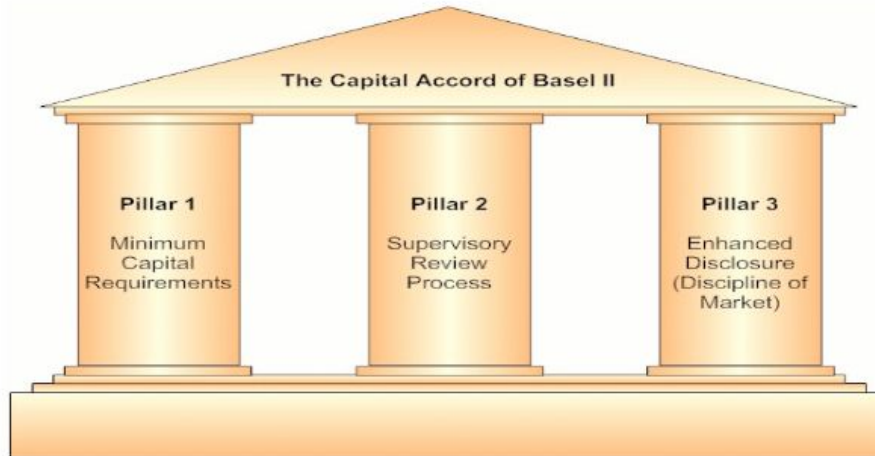 The Capital Accord of Basel II
Pillar 1
Minimum
Capital
Requirements
Pillar 2
Supervisory
Review
Process
Pillar 3
Enhanced
Disclosure
(Discipline of
Market)